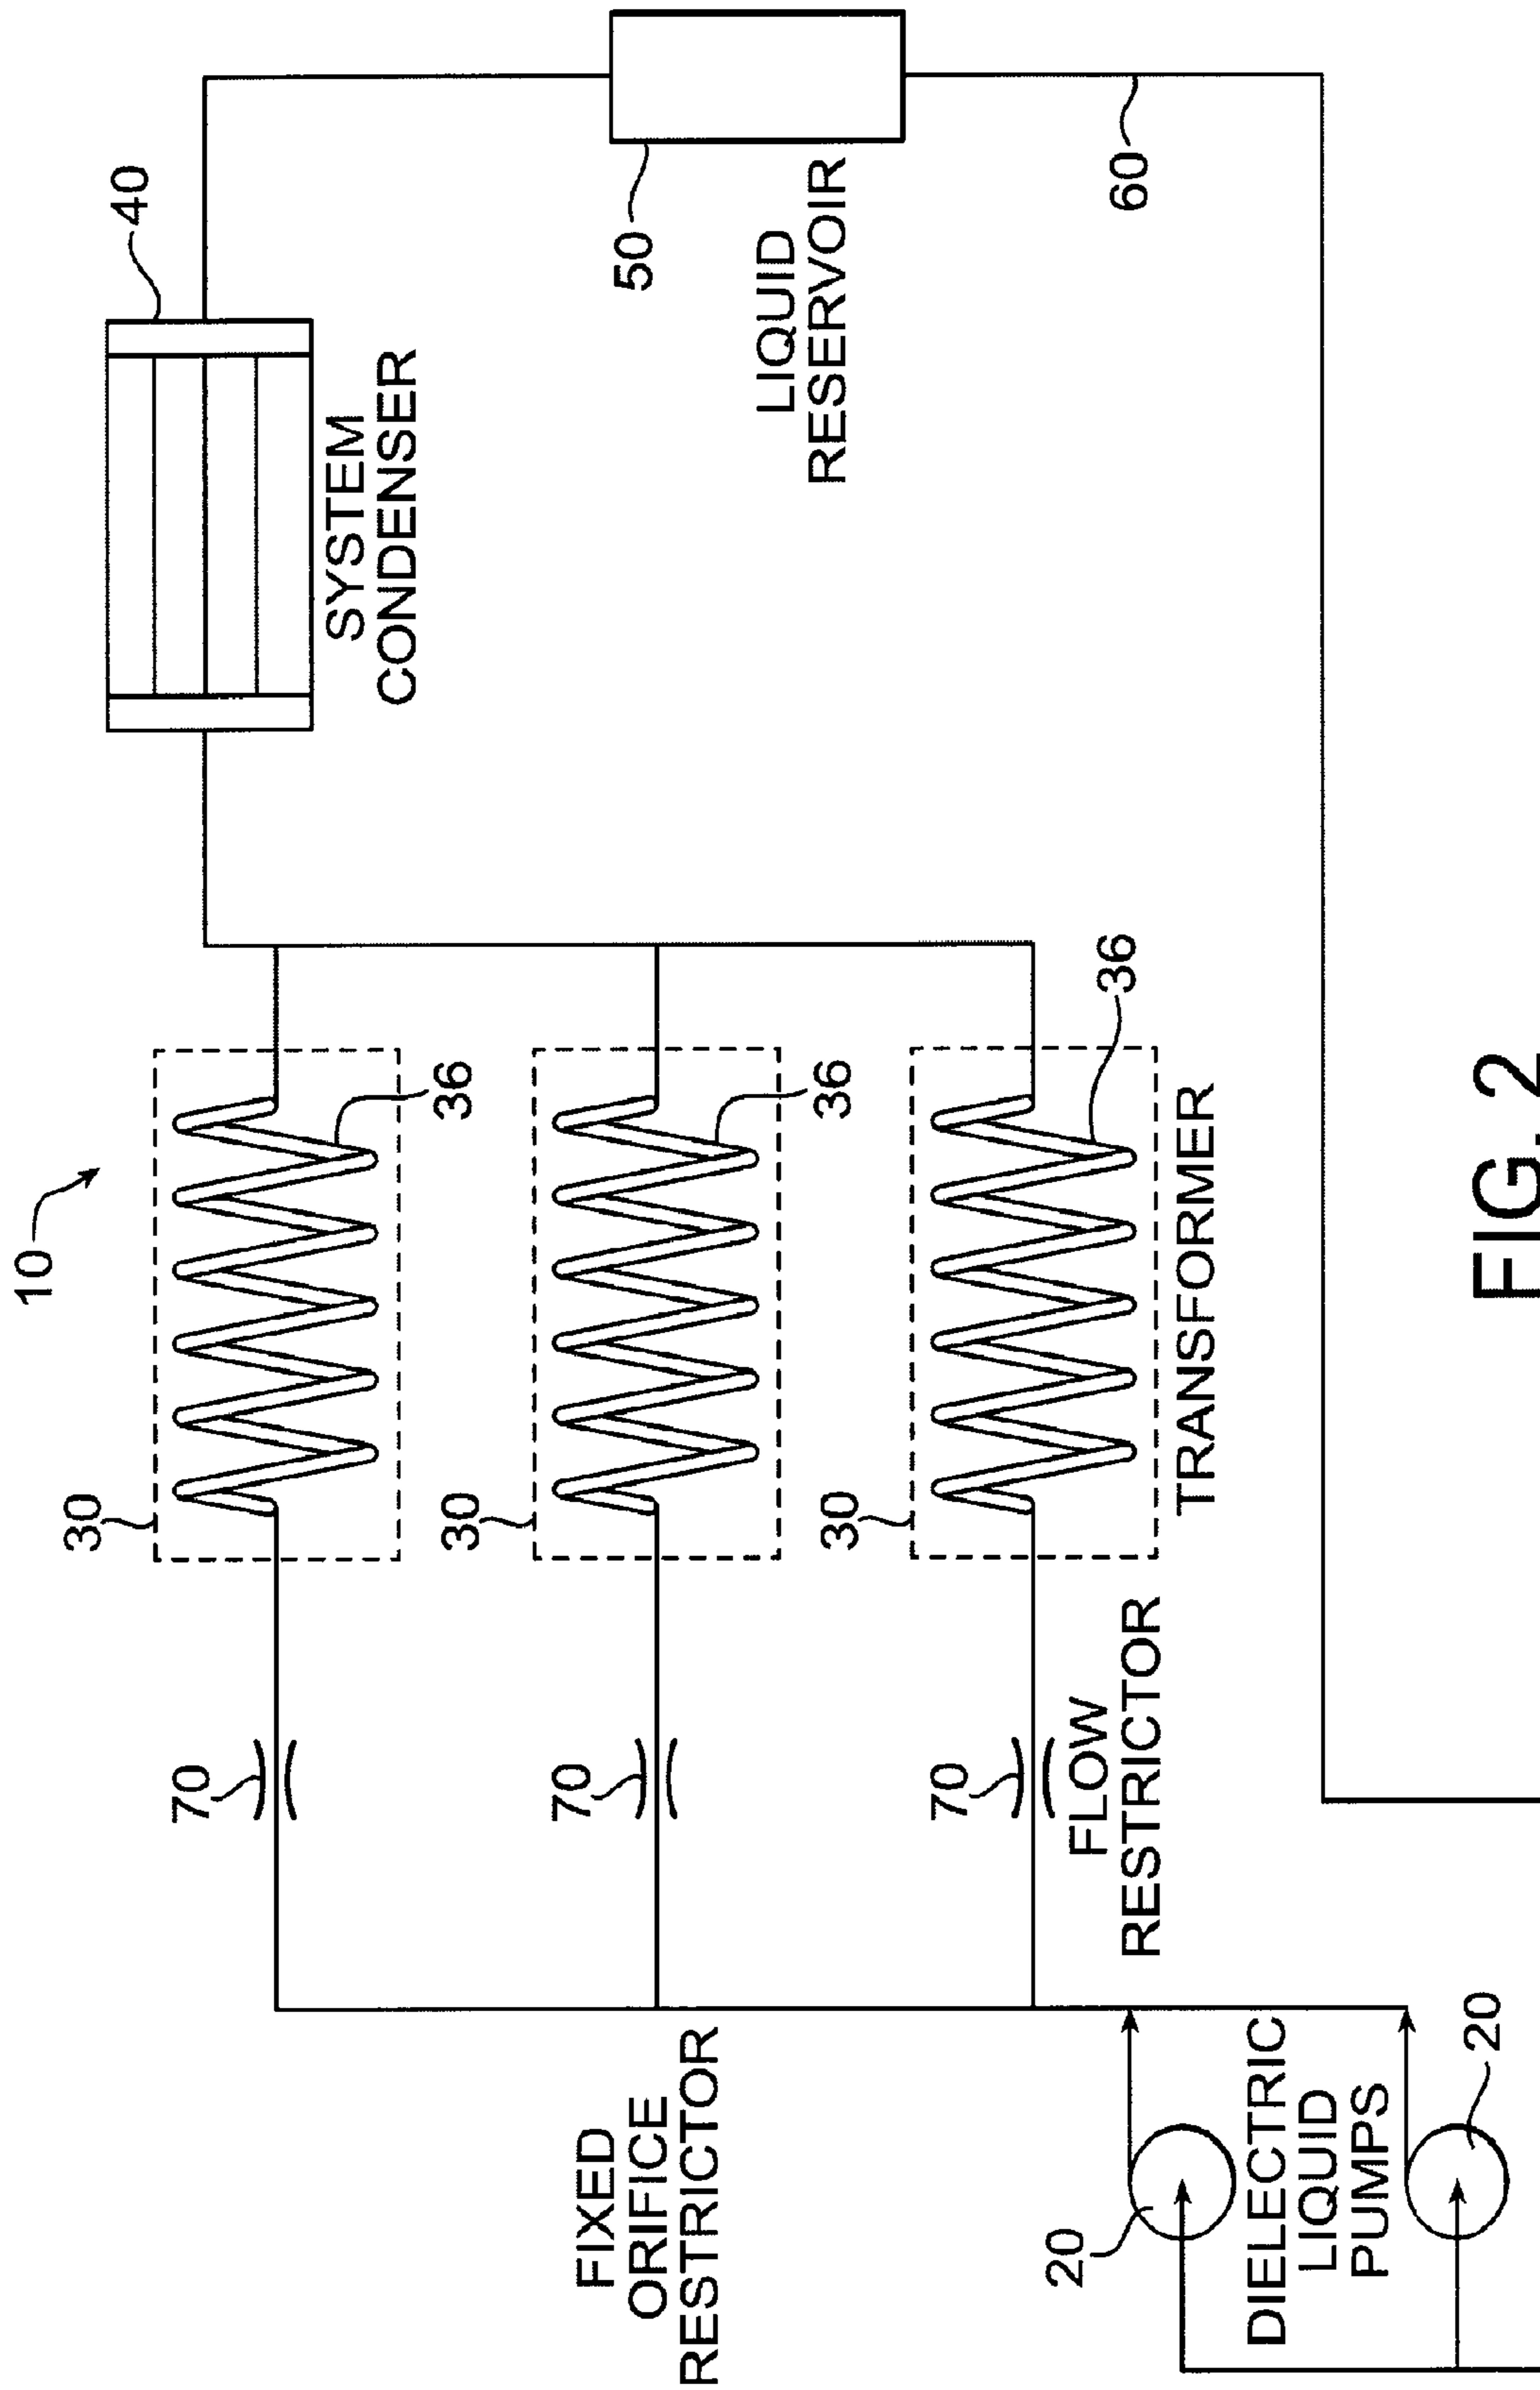 10
40
SYSTEM
CONDENSER
30
36
30
36
30
36
TRANSFORMER
50
LIQUID
RESERVOIR
60
70
70
70
FLOW
RESTRICTOR
FIXED
ORIFICE
RESTRICTOR
20
DIELECTRIC
LIQUID
PUMPS
20
FIG. 2